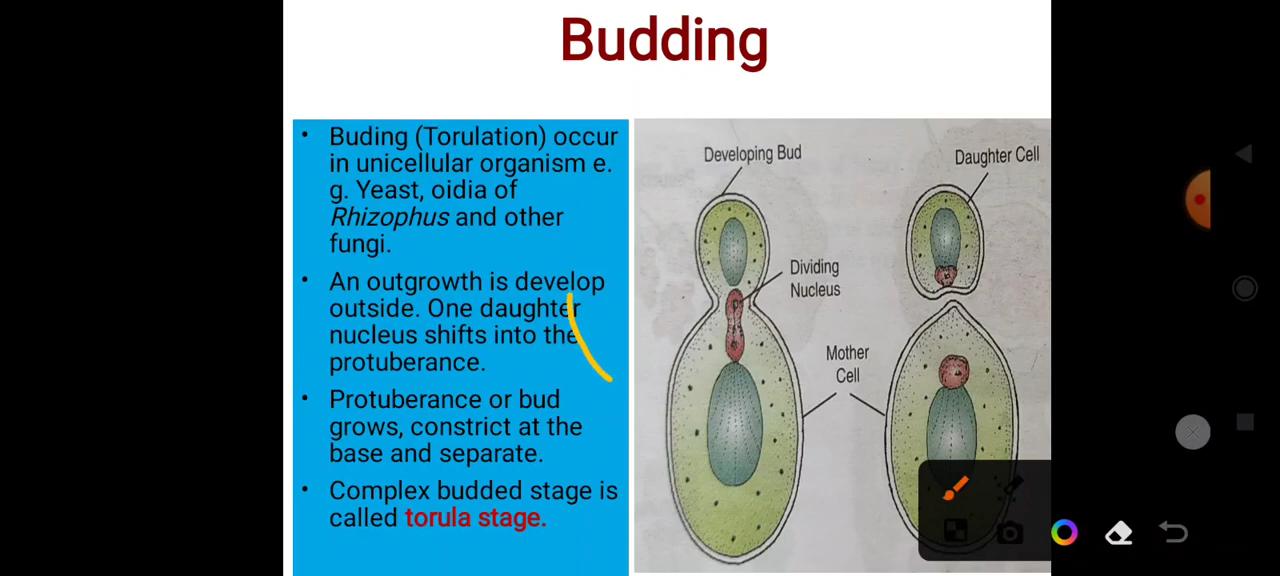 Budding
• Buding (Torulation) occur
in unicellular organism e.
g. Yeast, oidia of
Rhizophus and other
fungi.
• An outgrowth is develop
outside. One daughter
nucleus shifts into the
protuberance.
• Protuberance or bud
grows, constrict at the
base and separate.
• Complex budded stage is
called torula stage.
Developing Bud
Daughter Cell
Dividing
Nucleus
Mother
Cell